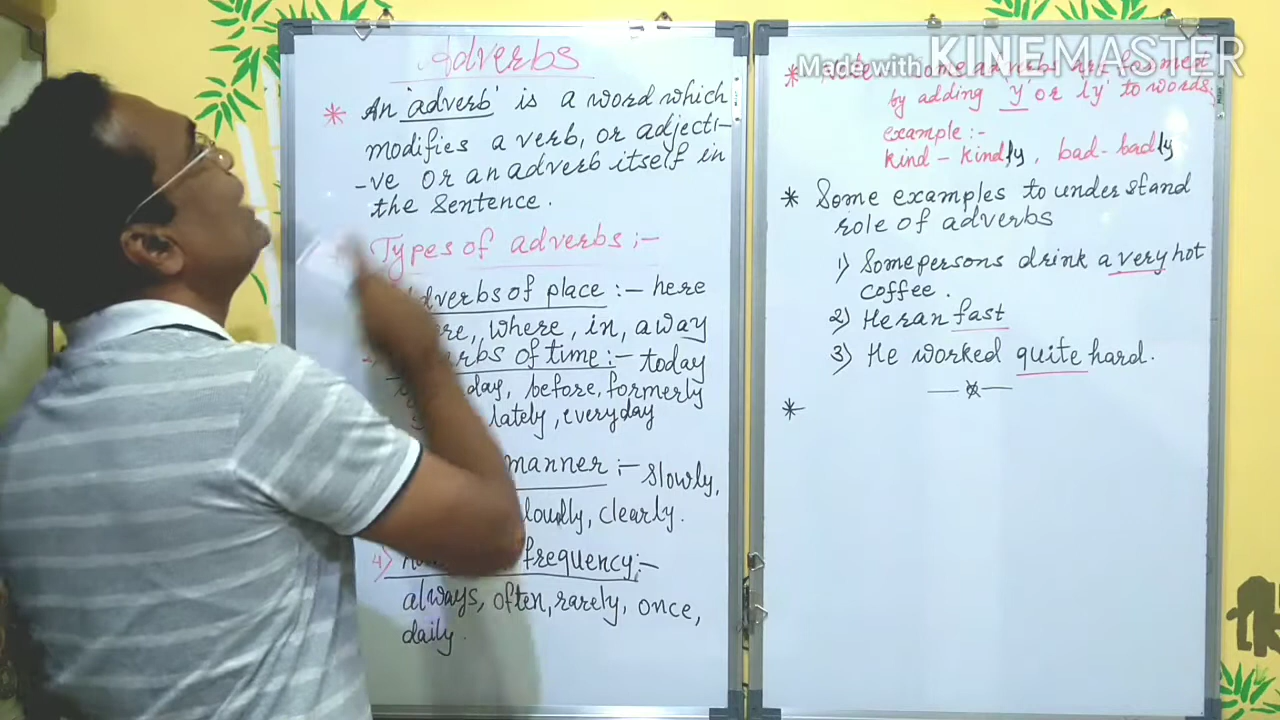 Adverbs
* An 'adverb' is a word which
modifies a verb, or adjecti-
-ve or an adverb itself in
the sentence.
Types of adverbs :-
of place :- here
where, in, away
of time :- today
before, formerly
lately, everyday
manner :- slowly,
loudly, clearly.
4) frequency :-
always, often, rarely, once,
daily.
Made with KINEMASTER
*
by adding 'y' or 'ly' to words.
example :-
kind - kindly, bad - badly
* Some examples to understand
role of adverbs
1) Some persons drink a very hot
coffee.
2) He ran fast
3) He worked quite hard.
*